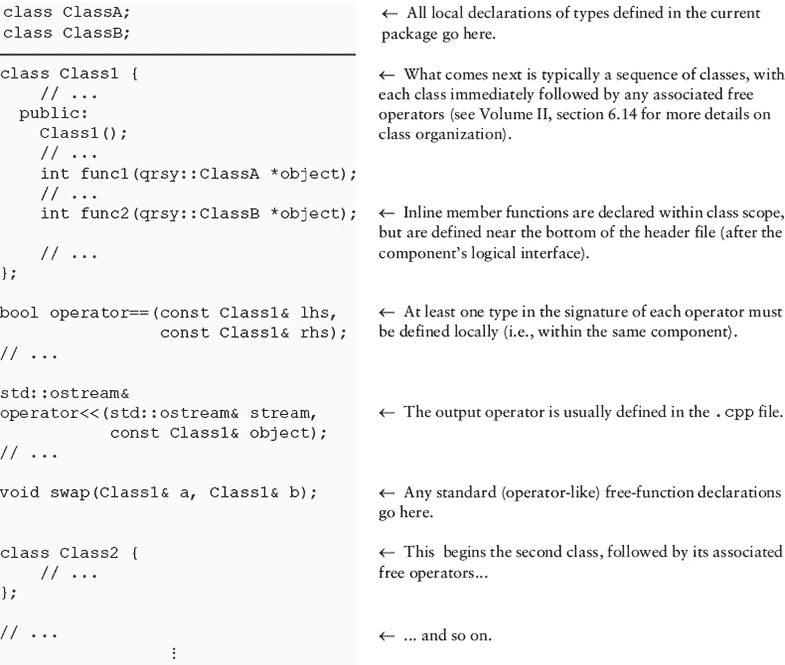 class ClassA;
class ClassB;
← All local declarations of types defined in the current
package go here.
class Class1 {
// ...
public:
Class1();
// ...
int func1(qrsy::ClassA *object);
// ...
int func2(qrsy::ClassB *object);
// ...
};
← What comes next is typically a sequence of classes, with
each class immediately followed by any associated free
operators (see Volume II, section 6.14 for more details on
class organization).
← Inline member functions are declared within class scope,
but are defined near the bottom of the header file (after the
component's logical interface).
bool operator==(const Class1& lhs,
const Class1& rhs);
// ...
← At least one type in the signature of each operator must
be defined locally (i.e., within the same component).
std::ostream&
operator<<(std::ostream& stream,
const Class1& object);
// ...
← The output operator is usually defined in the .cpp file.
void swap(Class1& a, Class1& b);
← Any standard (operator-like) free-function declarations
go here.
class Class2 {
// ...
};
← This begins the second class, followed by its associated
free operators...
// ...
← ... and so on.
⋮